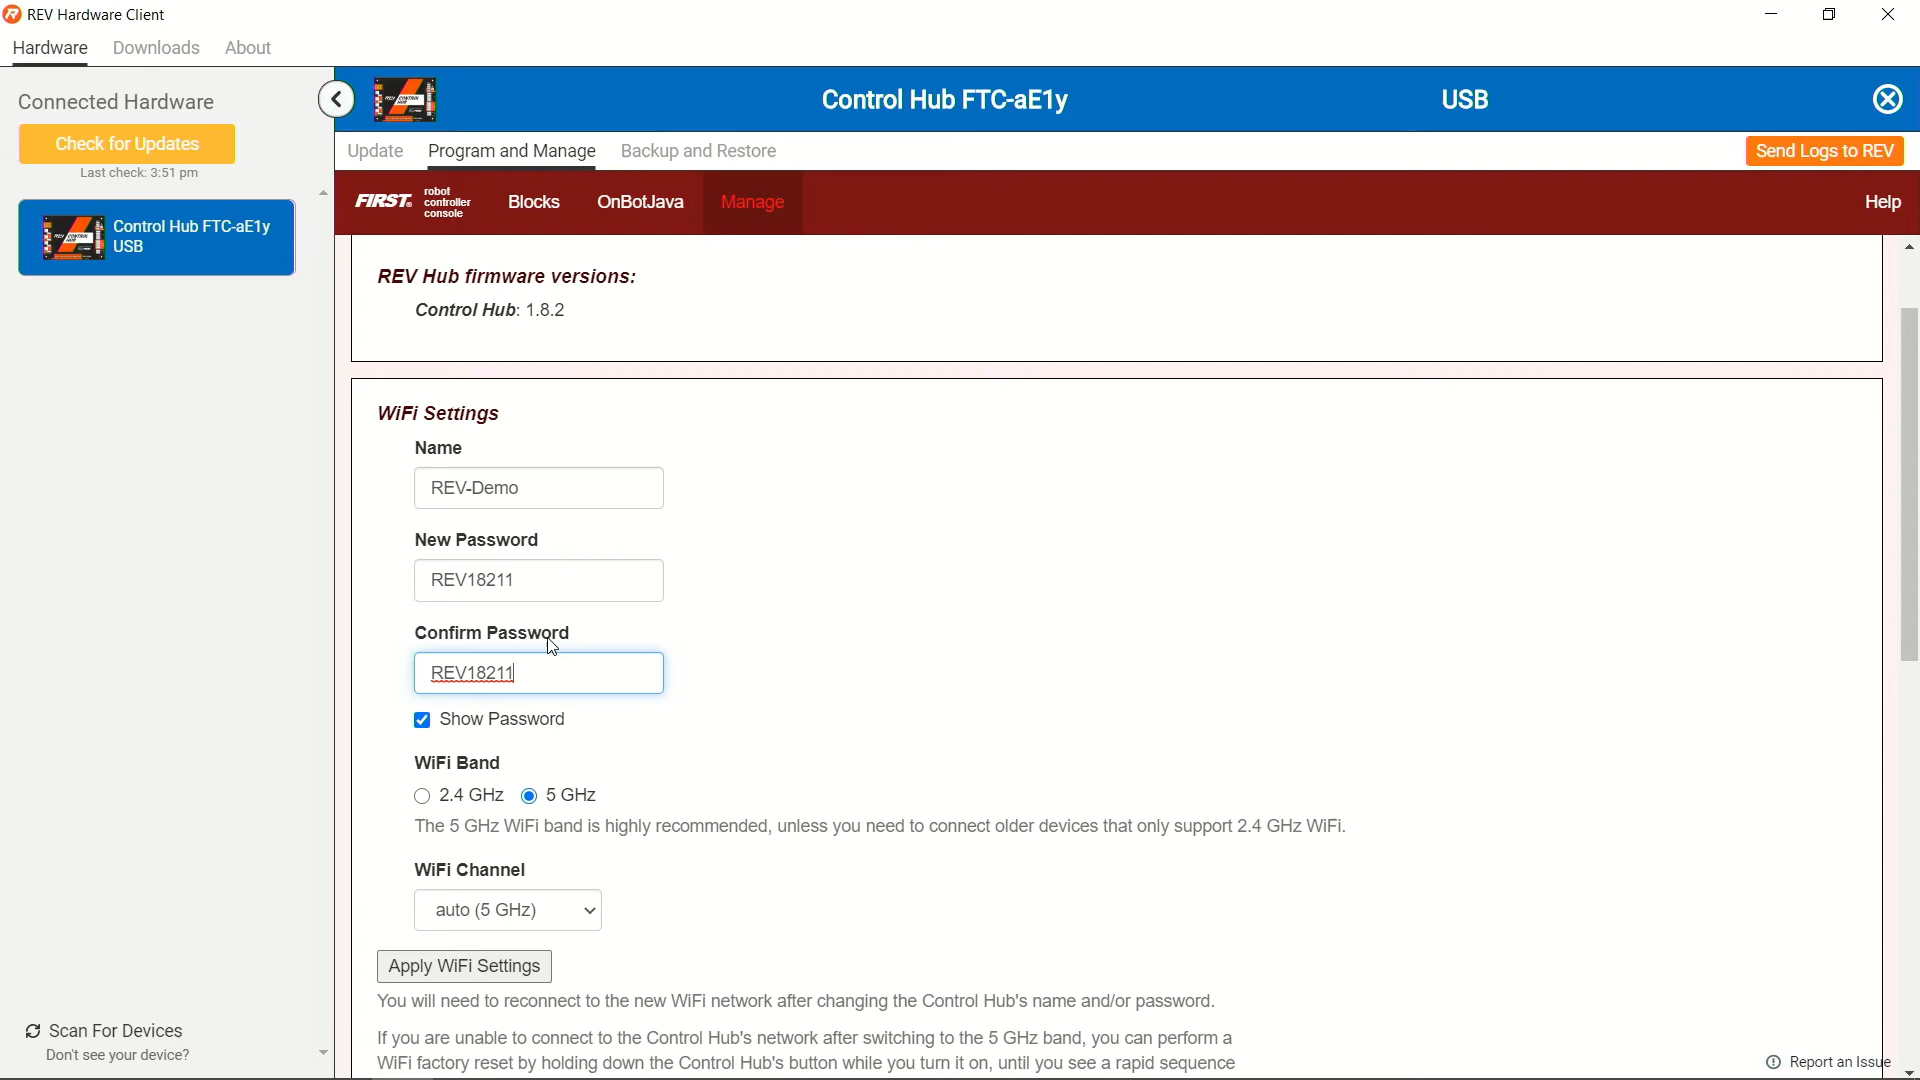 REV Hardware Client
Hardware Downloads About
Connected Hardware
Check for Updates
Last check: 3:51 pm
Control Hub FTC-aE1y
USB
Scan For Devices
Don't see your device?
Control Hub FTC-aE1y USB
Update Program and Manage Backup and Restore Send Logs to REV
FIRST. robot controller console Blocks OnBotJava Manage Help
REV Hub firmware versions:
Control Hub: 1.8.2
WiFi Settings
Name
REV-Demo
New Password
REV18211
Confirm Password
REV18211
Show Password
WiFi Band
2.4 GHz 5 GHz
The 5 GHz WiFi band is highly recommended, unless you need to connect older devices that only support 2.4 GHz WiFi.
WiFi Channel
auto (5 GHz)
Apply WiFi Settings
You will need to reconnect to the new WiFi network after changing the Control Hub's name and/or password.
If you are unable to connect to the Control Hub's network after switching to the 5 GHz band, you can perform a
WiFi factory reset by holding down the Control Hub's button while you turn it on, until you see a rapid sequence
Report an Issue